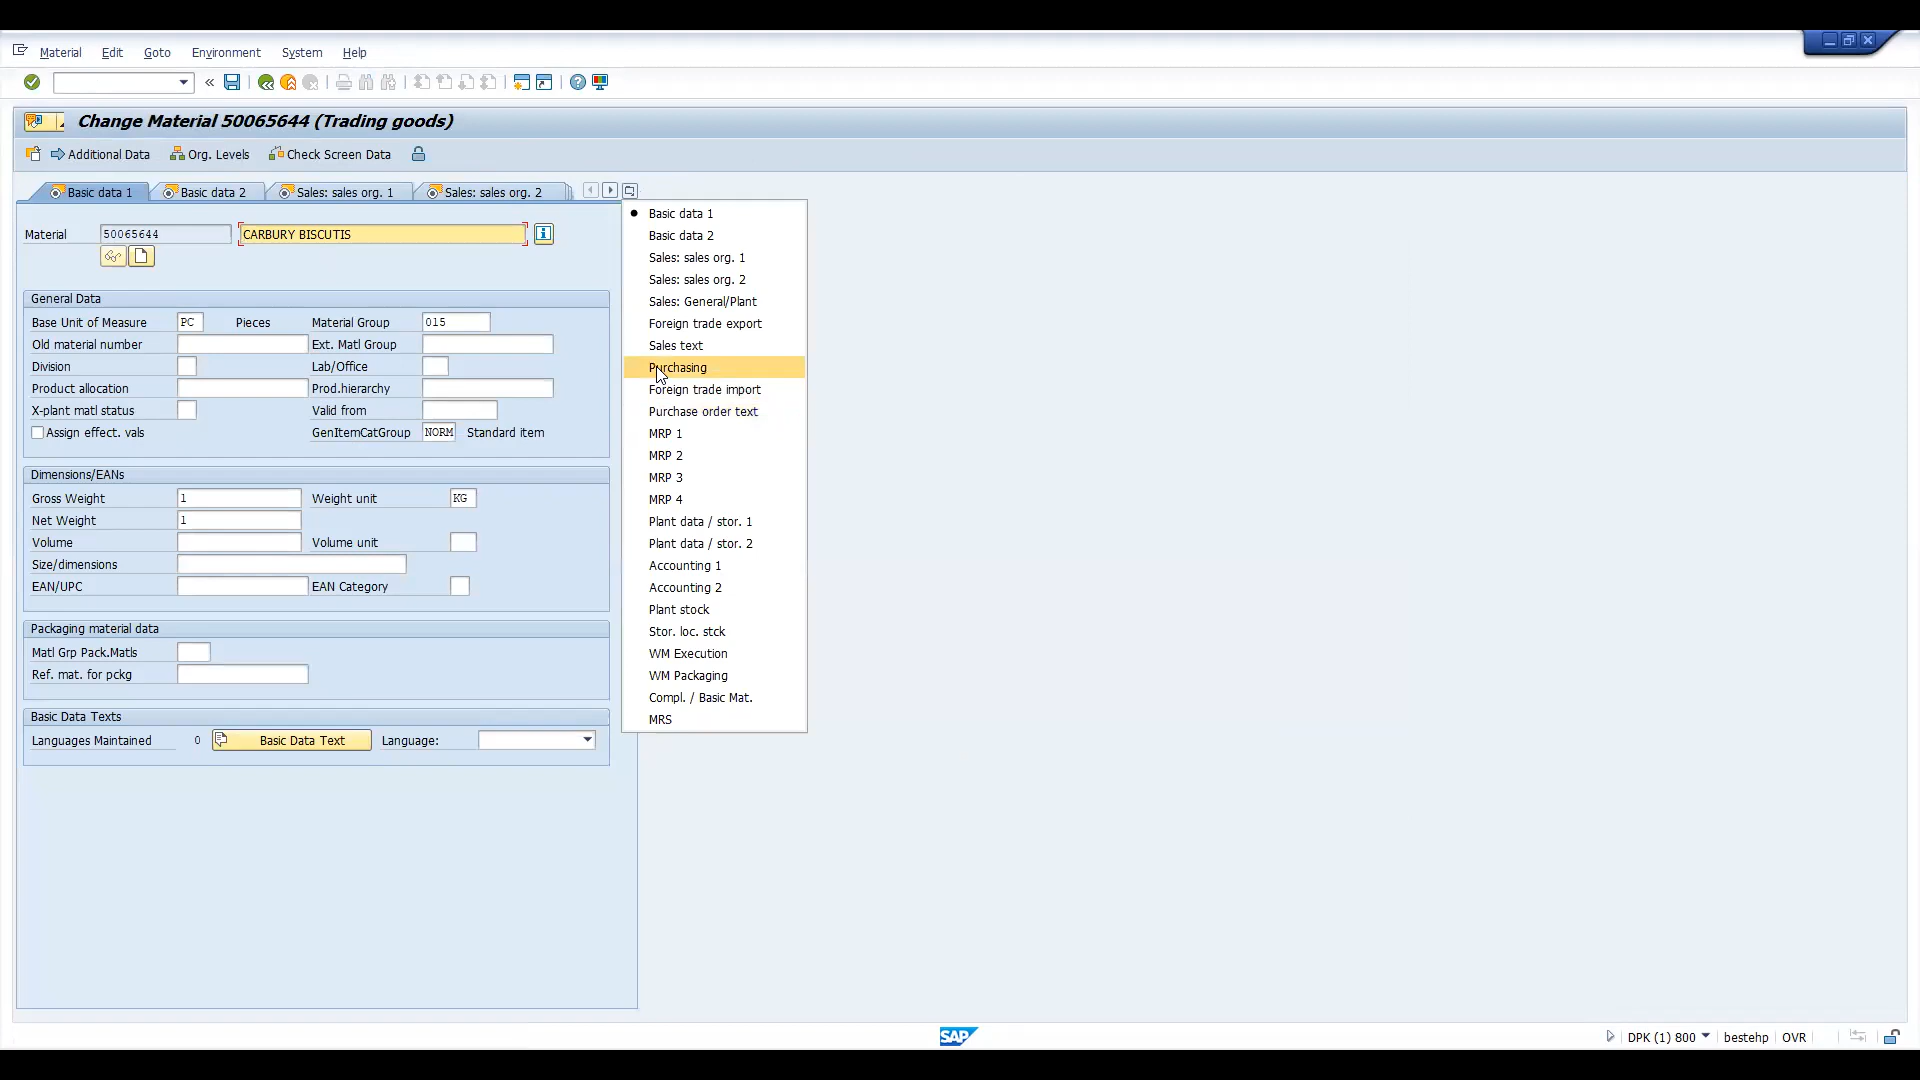 Material Edit Goto Environment System Help
Change Material 50065644 (Trading goods)
Additional Data Org. Levels Check Screen Data
Basic data 1 Basic data 2 Sales: sales org. 1 Sales: sales org. 2
Material 50065644 CARBURY BISCUTIS
General Data
Base Unit of Measure PC Pieces Material Group 015
Old material number Ext. Matl Group
Division Lab/Office
Product allocation Prod.hierarchy
X-plant matl status Valid from
Assign effect. vals GenItemCatGroup NORM Standard item
Dimensions/EANs
Gross Weight 1 Weight unit KG
Net Weight 1
Volume Volume unit
Size/dimensions
EAN/UPC EAN Category
Packaging material data
Matl Grp Pack.Matls
Ref. mat. for pckg
Basic Data Texts
Languages Maintained 0 Basic Data Text Language:
Basic data 1
Basic data 2
Sales: sales org. 1
Sales: sales org. 2
Sales: General/Plant
Foreign trade export
Sales text
Purchasing
Foreign trade import
Purchase order text
MRP 1
MRP 2
MRP 3
MRP 4
Plant data / stor. 1
Plant data / stor. 2
Accounting 1
Accounting 2
Plant stock
Stor. loc. stck
WM Execution
WM Packaging
Compl. / Basic Mat.
MRS
SAP
DPK (1) 800 bestehp OVR